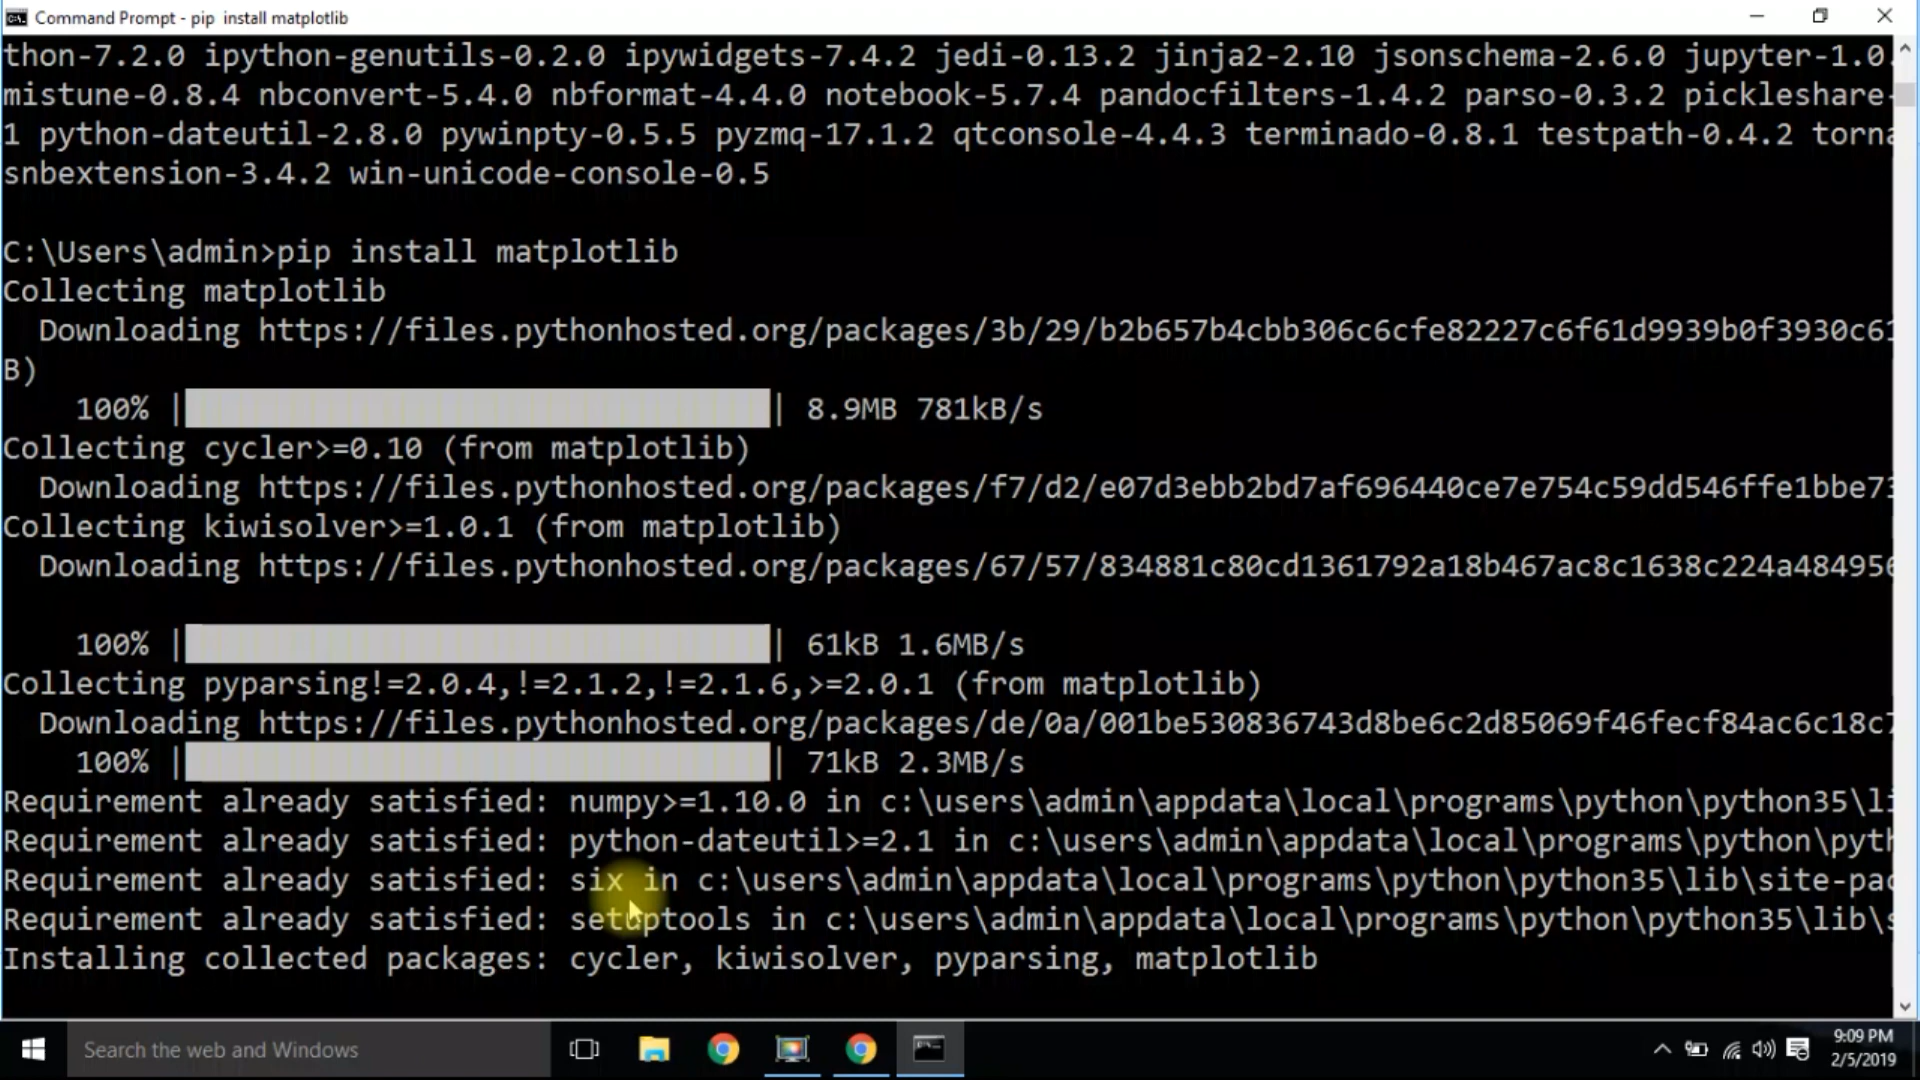 Command Prompt - pip  install matplotlib
thon-7.2.0 ipython-genutils-0.2.0 ipywidgets-7.4.2 jedi-0.13.2 jinja2-2.10 jsonschema-2.6.0 jupyter-1.0.
mistune-0.8.4 nbconvert-5.4.0 nbformat-4.4.0 notebook-5.7.4 pandocfilters-1.4.2 parso-0.3.2 pickleshare-
1 python-dateutil-2.8.0 pywinpty-0.5.5 pyzmq-17.1.2 qtconsole-4.4.3 terminado-0.8.1 testpath-0.4.2 torna
snbextension-3.4.2 win-unicode-console-0.5
C:\Users\admin>pip install matplotlib
Collecting matplotlib
Downloading https://files.pythonhosted.org/packages/3b/29/b2b657b4cbb306c6cfe82227c6f61d9939b0f3930c61
B)
100% |████████████████████████████████| 8.9MB 781kB/s
Collecting cycler>=0.10 (from matplotlib)
Downloading https://files.pythonhosted.org/packages/f7/d2/e07d3ebb2bd7af696440ce7e754c59dd546ffe1bbe73
Collecting kiwisolver>=1.0.1 (from matplotlib)
Downloading https://files.pythonhosted.org/packages/67/57/834881c80cd1361792a18b467ac8c1638c224a484956
100% |████████████████████████████████| 61kB 1.6MB/s
Collecting pyparsing!=2.0.4,!=2.1.2,!=2.1.6,>=2.0.1 (from matplotlib)
Downloading https://files.pythonhosted.org/packages/de/0a/001be530836743d8be6c2d85069f46fecf84ac6c18c7
100% |████████████████████████████████| 71kB 2.3MB/s
Requirement already satisfied: numpy>=1.10.0 in c:\users\admin\appdata\local\programs\python\python35\li
Requirement already satisfied: python-dateutil>=2.1 in c:\users\admin\appdata\local\programs\python\pyth
Requirement already satisfied: six in c:\users\admin\appdata\local\programs\python\python35\lib\site-pac
Requirement already satisfied: setuptools in c:\users\admin\appdata\local\programs\python\python35\lib\s
Installing collected packages: cycler, kiwisolver, pyparsing, matplotlib
Search the web and Windows
9:09 PM
2/5/2019